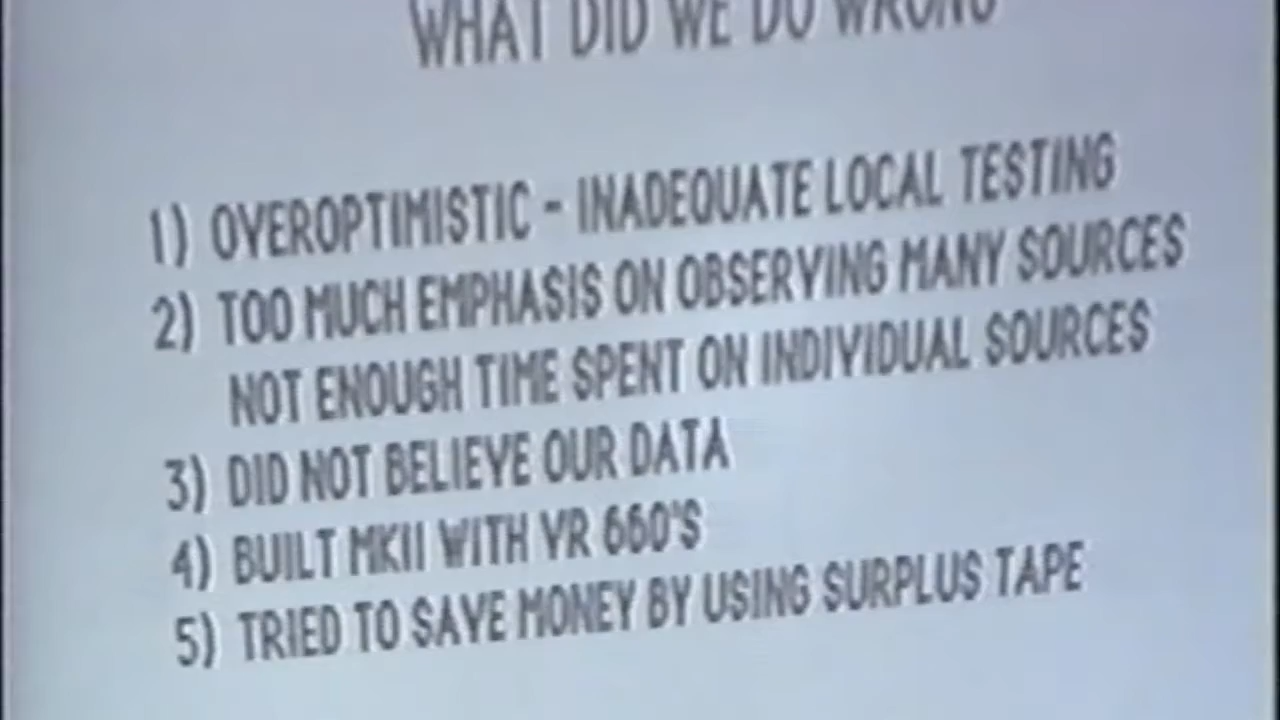 WHAT DID WE DO WRONG
1) OVEROPTIMISTIC - INADEQUATE LOCAL TESTING
2) TOO MUCH EMPHASIS ON OBSERVING MANY SOURCES
NOT ENOUGH TIME SPENT ON INDIVIDUAL SOURCES
3) DID NOT BELIEVE OUR DATA
4) BUILT MKII WITH VR 660'S
5) TRIED TO SAVE MONEY BY USING SURPLUS TAPE